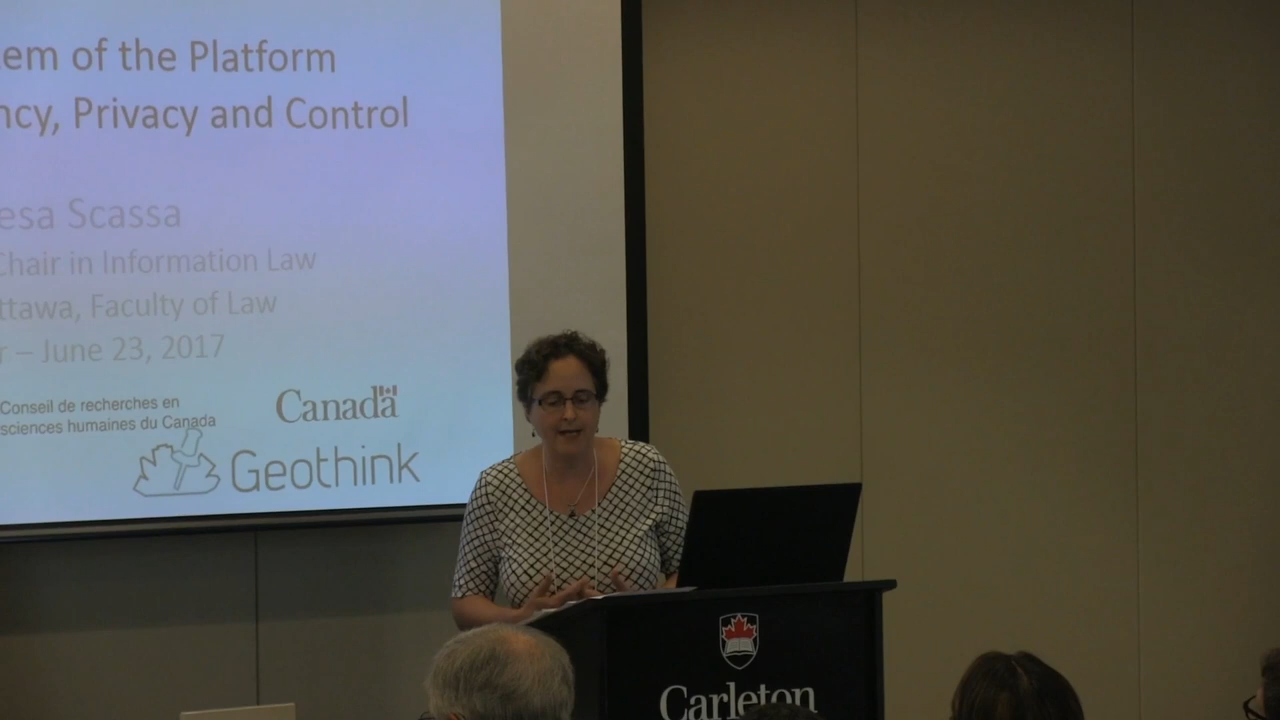 em of the Platform
ncy, Privacy and Control
esa Scassa
Chair in Information Law
ttawa, Faculty of Law
r – June 23, 2017
Conseil de recherches en
sciences humaines du Canada
Canada
Geothink
Carleton